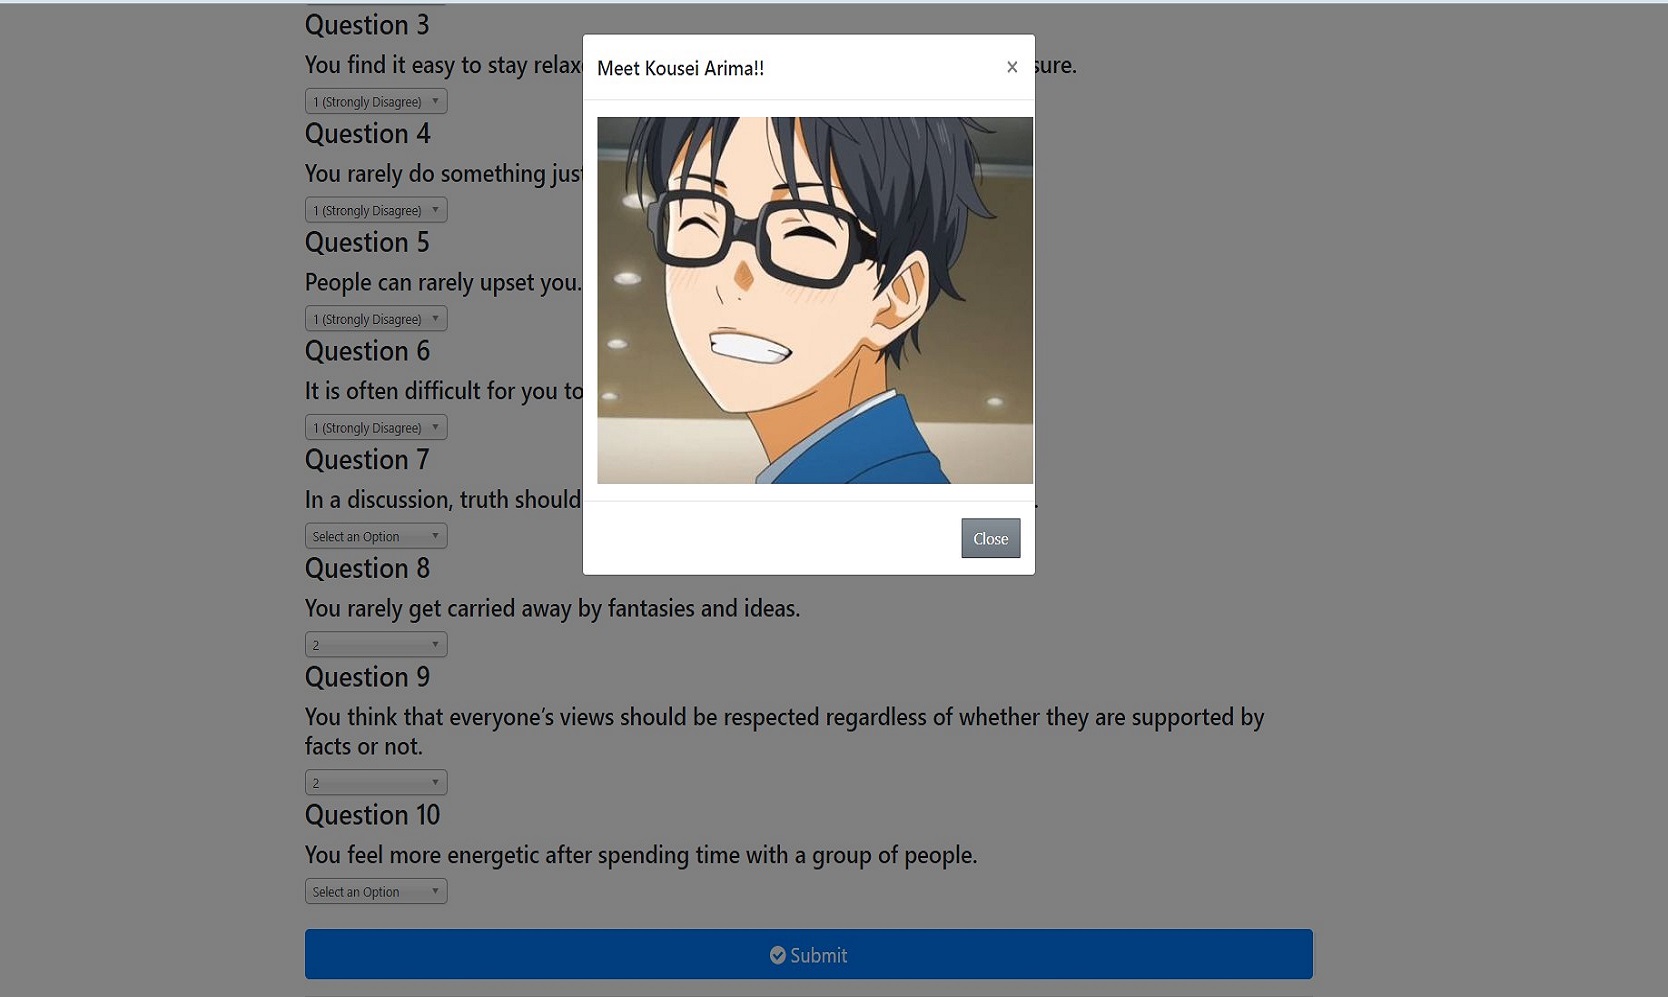 Question 3
You find it easy to stay relax
sure.
1 (Strongly Disagree)
Question 4
You rarely do something just
1 (Strongly Disagree)
Question 5
People can rarely upset you.
1 (Strongly Disagree)
Question 6
It is often difficult for you to
1 (Strongly Disagree)
Question 7
In a discussion, truth should
Select an Option
Question 8
You rarely get carried away by fantasies and ideas.
2
Question 9
You think that everyone’s views should be respected regardless of whether they are supported by
facts or not.
2
Question 10
You feel more energetic after spending time with a group of people.
Select an Option
Submit
Meet Kousei Arima!!
×
Close